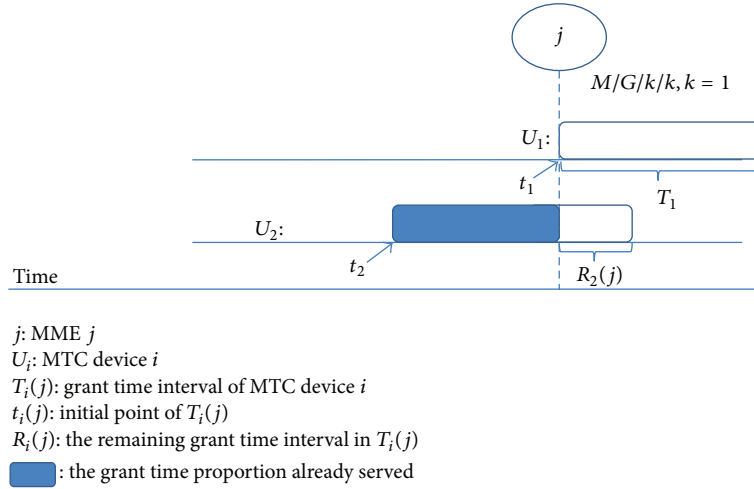 j
M/G/k/k, k = 1
U₁:
t₁
T₁
U₂:
t₂
R₂(j)
Time
j: MME j
Uᵢ: MTC device i
Tᵢ(j): grant time interval of MTC device i
tᵢ(j): initial point of Tᵢ(j)
Rᵢ(j): the remaining grant time interval in Tᵢ(j)
: the grant time proportion already served